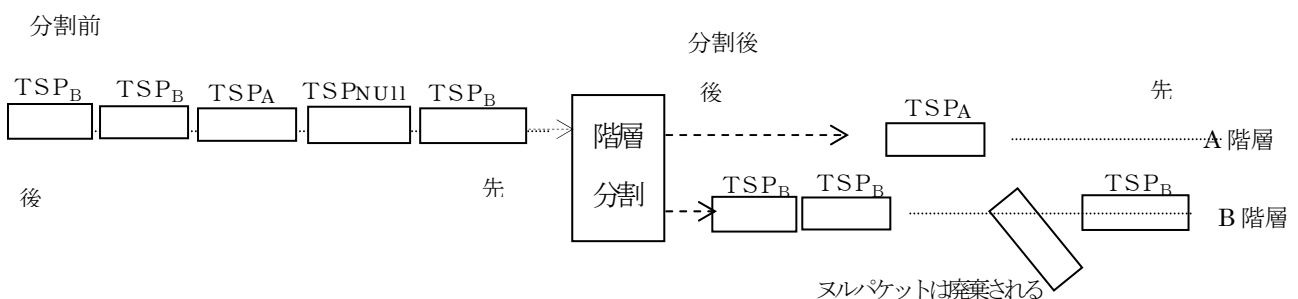 分割前
TSPB TSPB TSPA TSPNUll TSPB
後 先
階層
分割
分割後
後 先
TSPA
A 階層
TSPB TSPB TSPB
B 階層
ヌルパケットは廃棄される